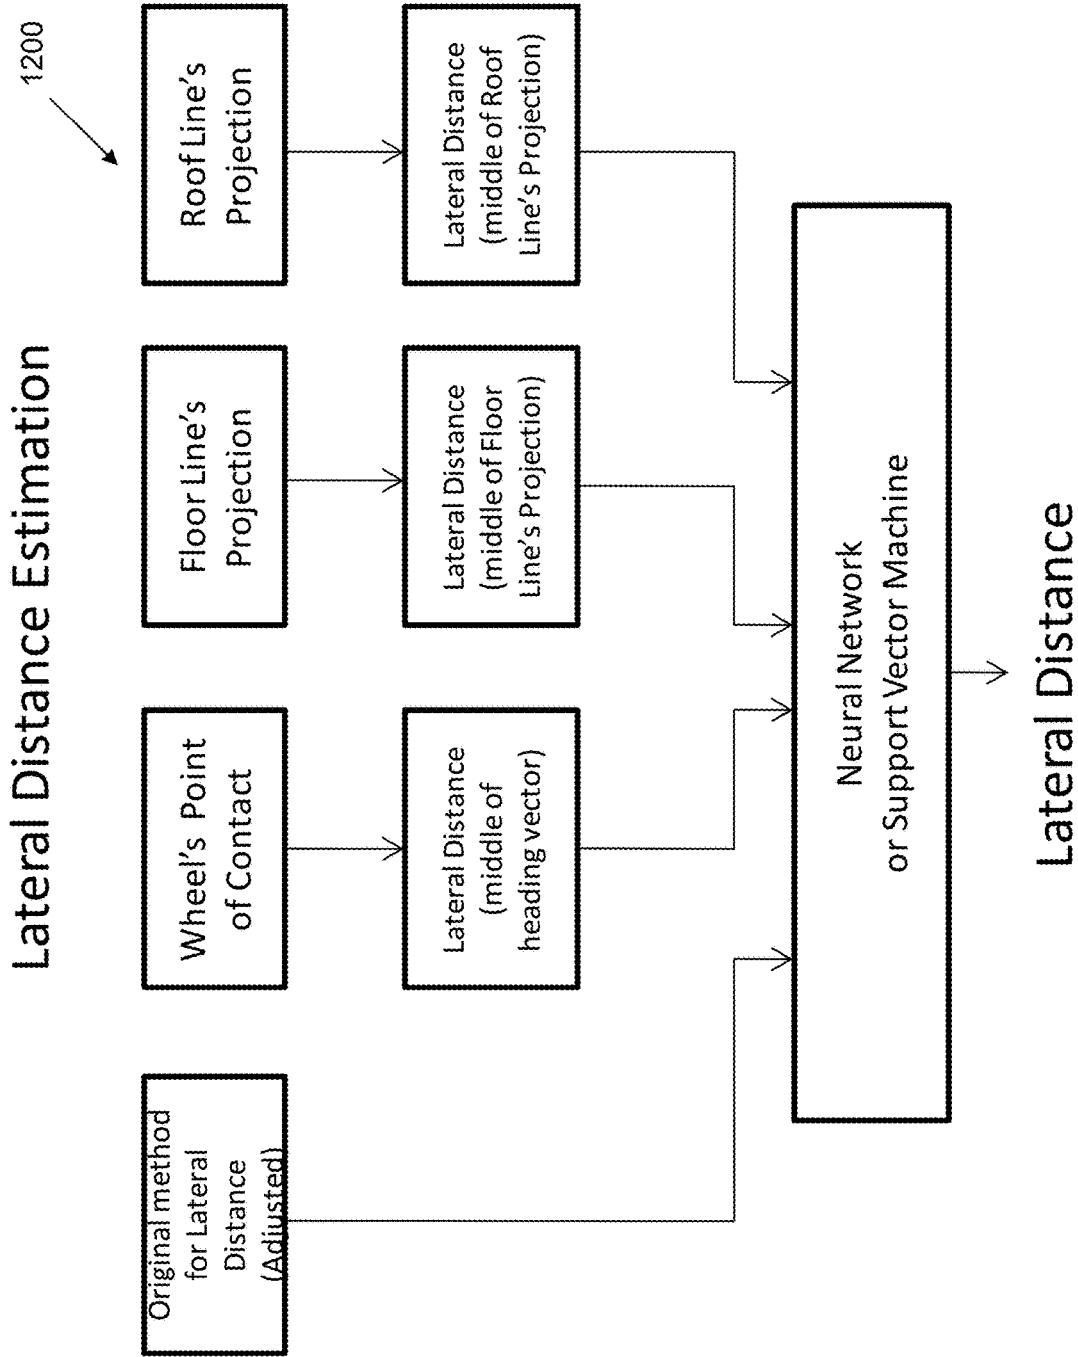 Lateral Distance Estimation
1200
Original method
for Lateral
Distance
(Adjusted)
Wheel's Point
of Contact
Floor Line's
Projection
Roof Line's
Projection
Lateral Distance
(middle of
heading vector)
Lateral Distance
(middle of Floor
Line's Projection)
Lateral Distance
(middle of Roof
Line's Projection)
Neural Network
or Support Vector Machine
Lateral Distance